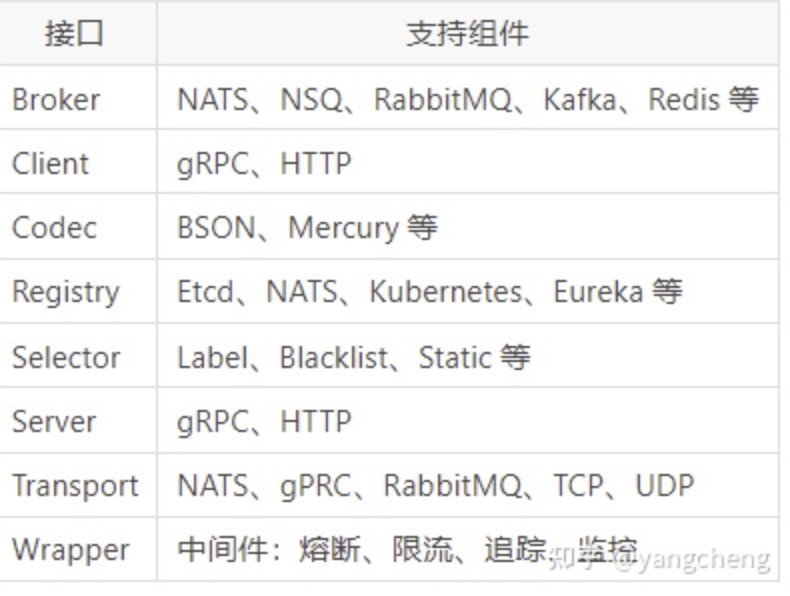 接口 支持组件
Broker NATS、NSQ、RabbitMQ、Kafka、Redis 等
Client gRPC、HTTP
Codec BSON、Mercury 等
Registry Etcd、NATS、Kubernetes、Eureka 等
Selector Label、Blacklist、Static 等
Server gRPC、HTTP
Transport NATS、gPRC、RabbitMQ、TCP、UDP
Wrapper 中间件：熔断、限流、追踪、监控
知乎 @yangcheng